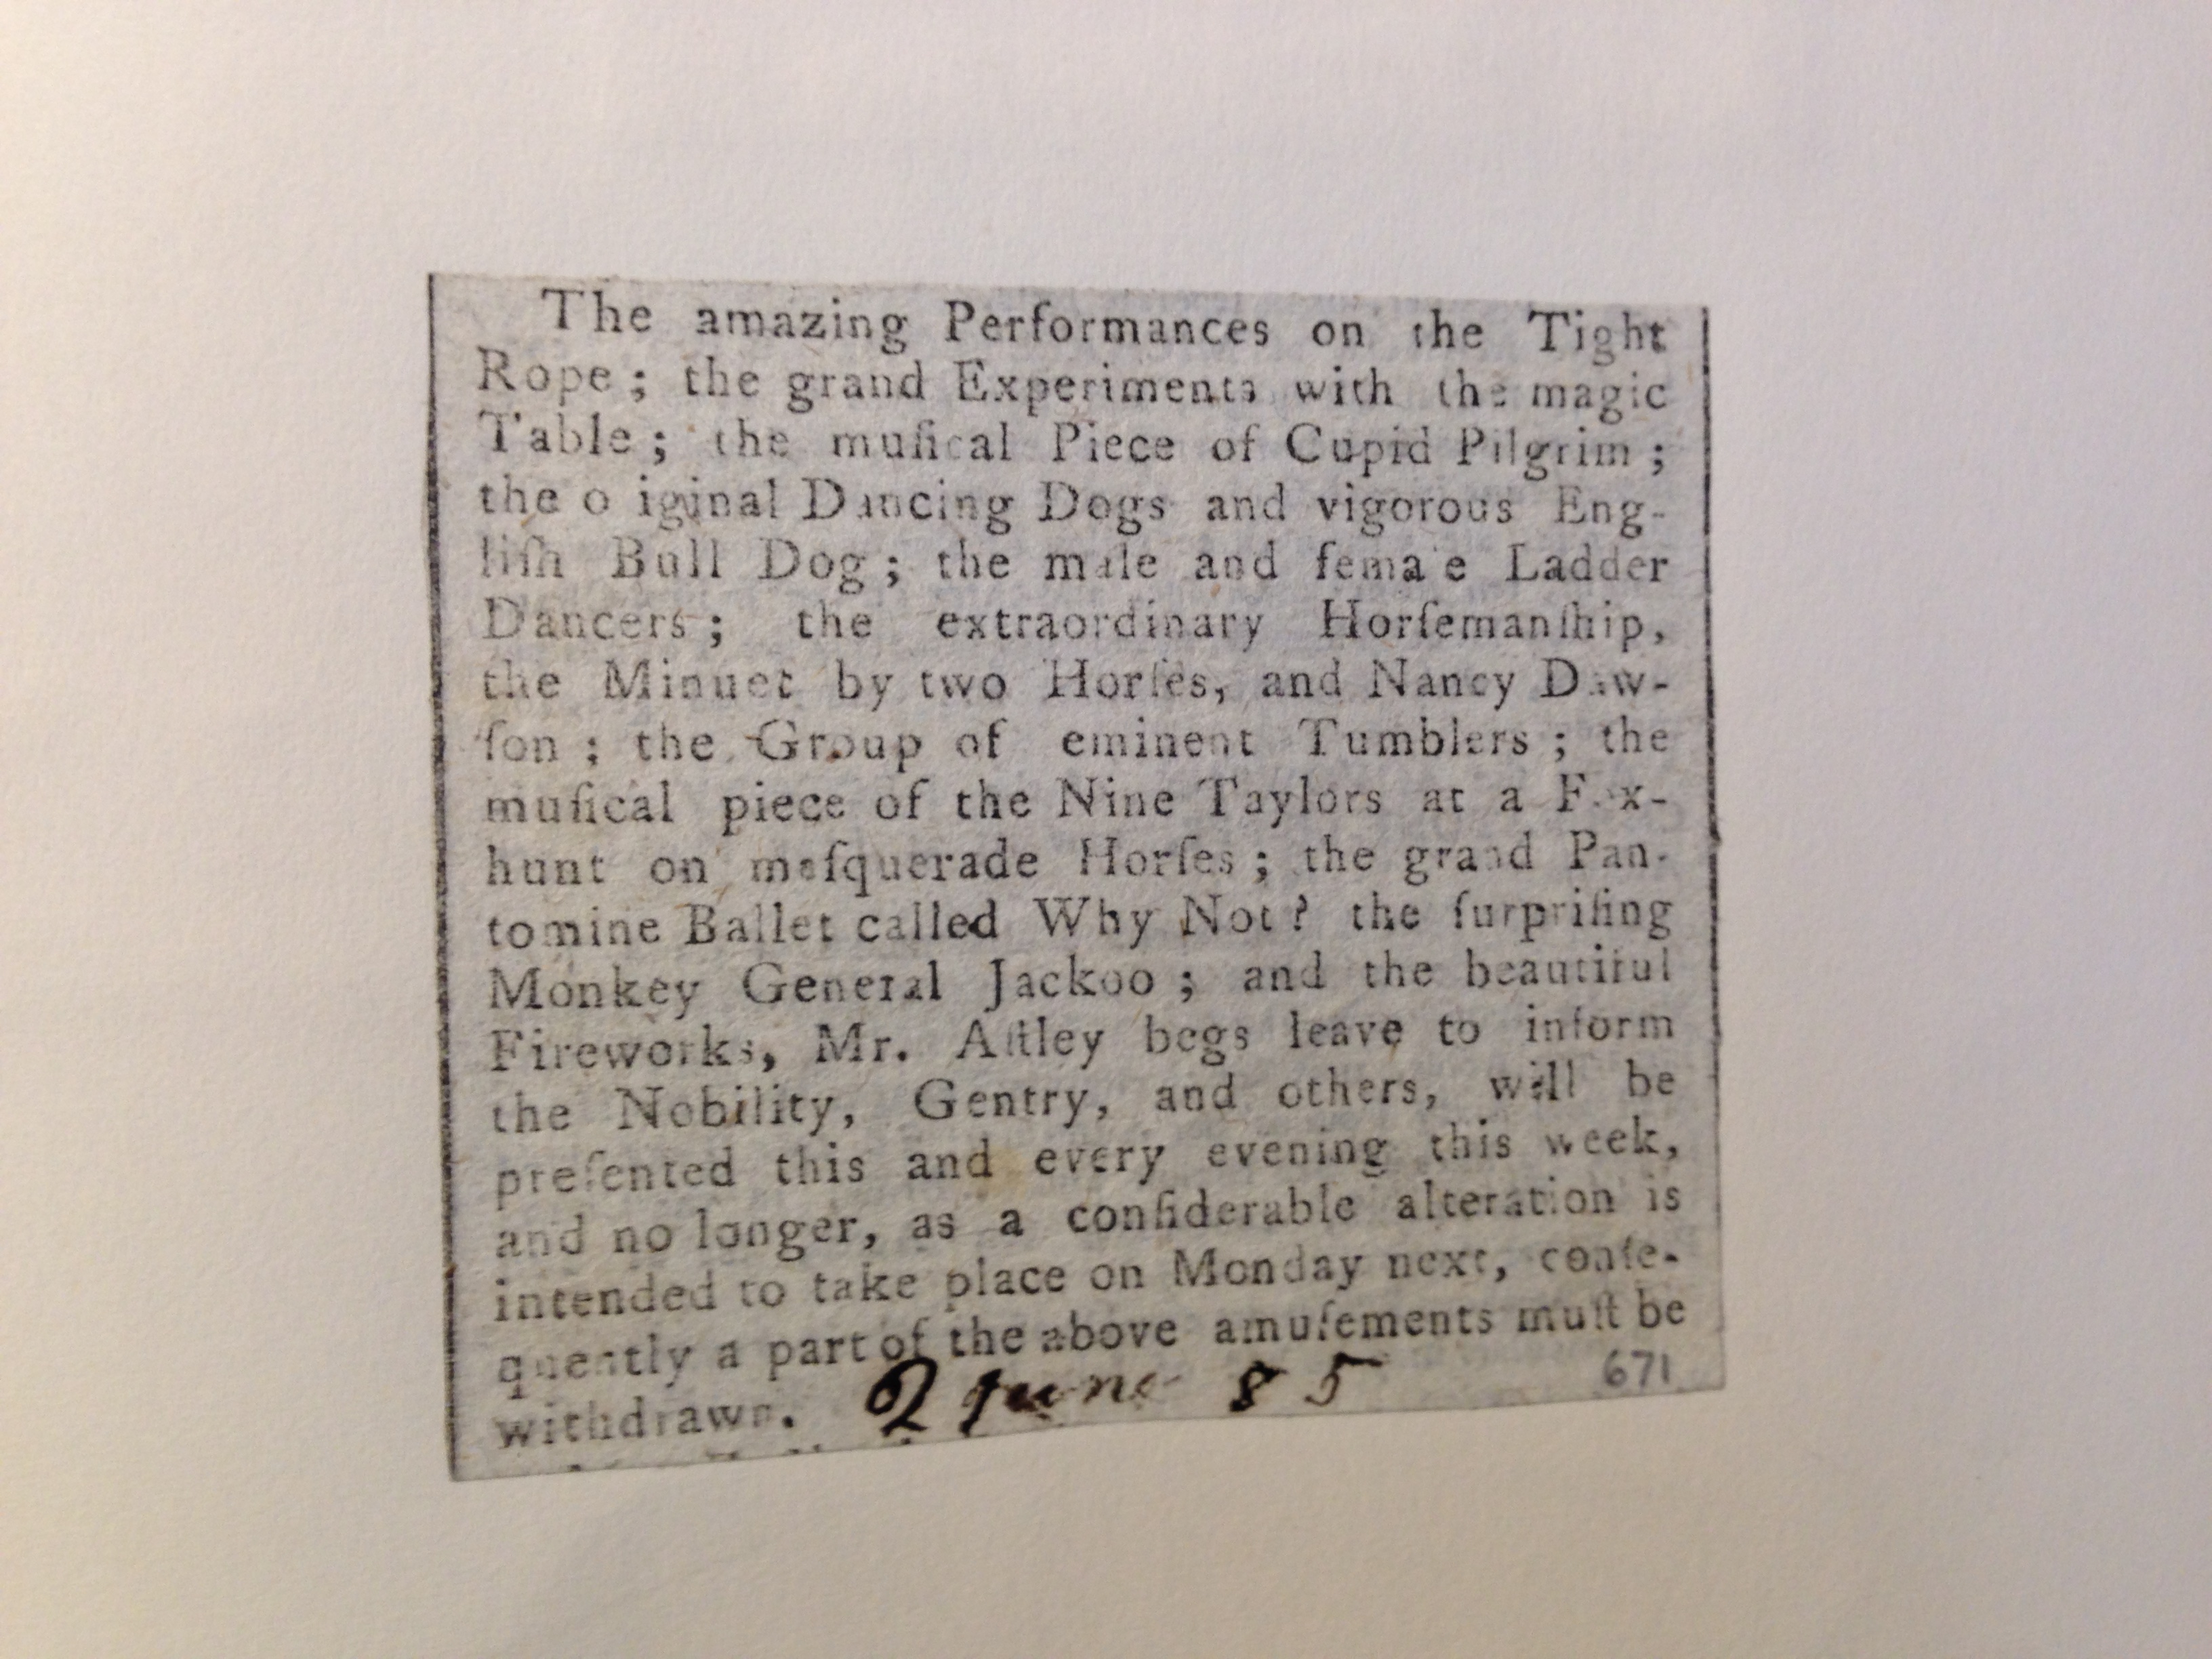 The amazing Performances on the Tight
Rope; the grand Experiments with the magic
Table; the muſical Piece of Cupid Pilgrim;
the o iginal Dancing Dogs and vigorous Eng-
liſh Bull Dog; the male and fema e Ladder
Dancers; the extraordinary Horſemanſhip,
the Minuet by two Horſes, and Nancy Daw-
ſon; the Group of eminent Tumblers; the
muſical piece of the Nine Taylors at a Fox-
hunt on maſquerade Horſes; the grand Pan-
tomine Ballet called Why Not? the ſurpriſing
Monkey General Jackoo; and the beautiful
Fireworks, Mr. Aſtley begs leave to inform
the Nobility, Gentry, and others, will be
preſented this and every evening this week,
and no longer, as a conſiderable alteration is
intended to take place on Monday next, conſe-
quently a part of the above amuſements muſt be
withdrawn. 2 June 85
671